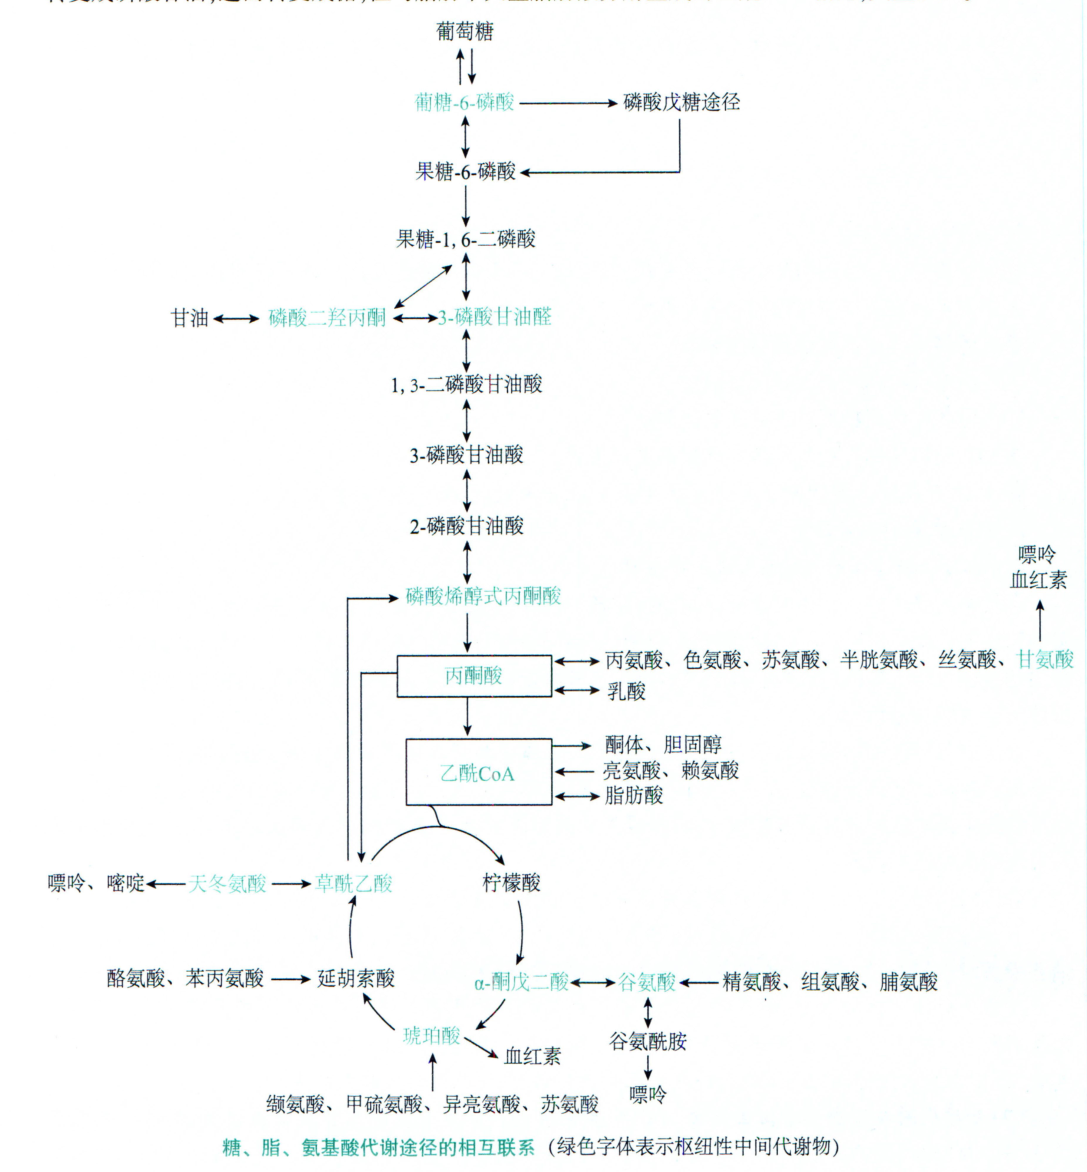 葡萄糖
葡糖-6-磷酸 磷酸戊糖途径
果糖-6-磷酸
果糖-1, 6-二磷酸
甘油 磷酸二羟丙酮 3-磷酸甘油醛
1, 3-二磷酸甘油酸
3-磷酸甘油酸
2-磷酸甘油酸
嘌呤
血红素
磷酸烯醇式丙酮酸
丙氨酸、色氨酸、苏氨酸、半胱氨酸、丝氨酸、甘氨酸
丙酮酸
乳酸
酮体、胆固醇
乙酰CoA 亮氨酸、赖氨酸
脂肪酸
嘌呤、嘧啶 天冬氨酸 草酰乙酸 柠檬酸
酪氨酸、苯丙氨酸 延胡索酸 α-酮戊二酸 谷氨酸 精氨酸、组氨酸、脯氨酸
琥珀酸 谷氨酰胺
血红素
嘌呤
缬氨酸、甲硫氨酸、异亮氨酸、苏氨酸
糖、脂、氨基酸代谢途径的相互联系（绿色字体表示枢纽性中间代谢物）